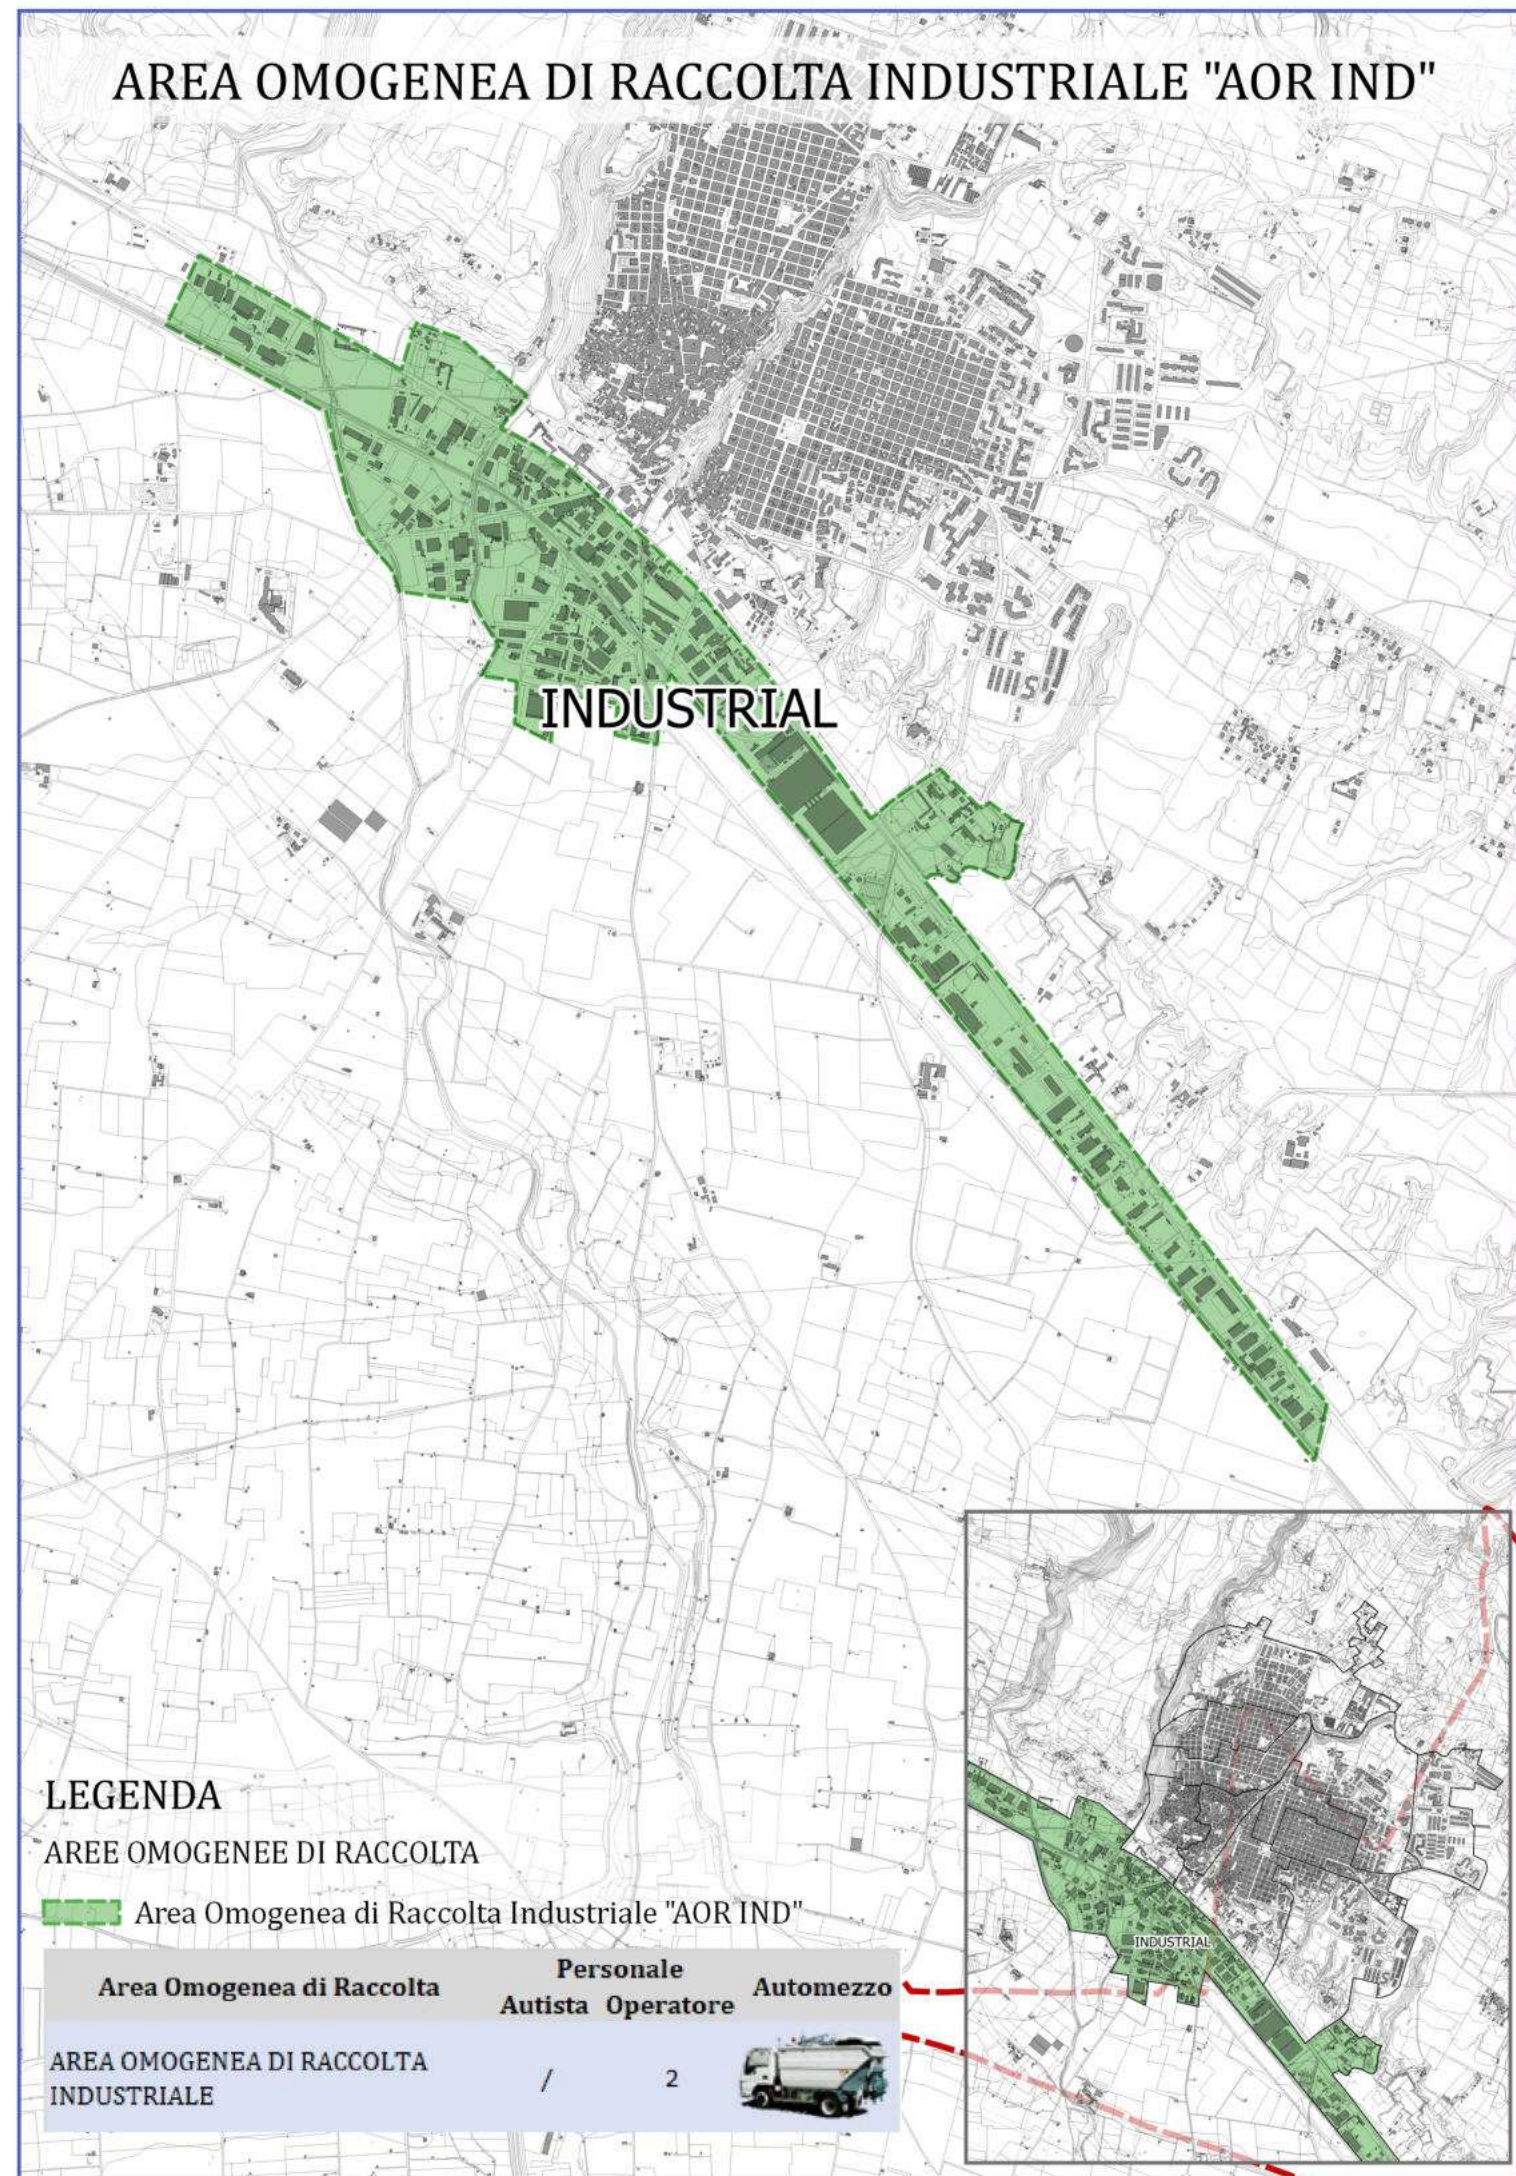 AREA OMOGENEA DI RACCOLTA INDUSTRIALE "AOR IND"
INDUSTRIAL
LEGENDA
AREE OMOGENEE DI RACCOLTA
Area Omogenea di Raccolta Industriale "AOR IND"
Area Omogenea di Raccolta
Personale
Autista Operatore
Automezzo
AREA OMOGENEA DI RACCOLTA
INDUSTRIALE
/
2
INDUSTRIAL